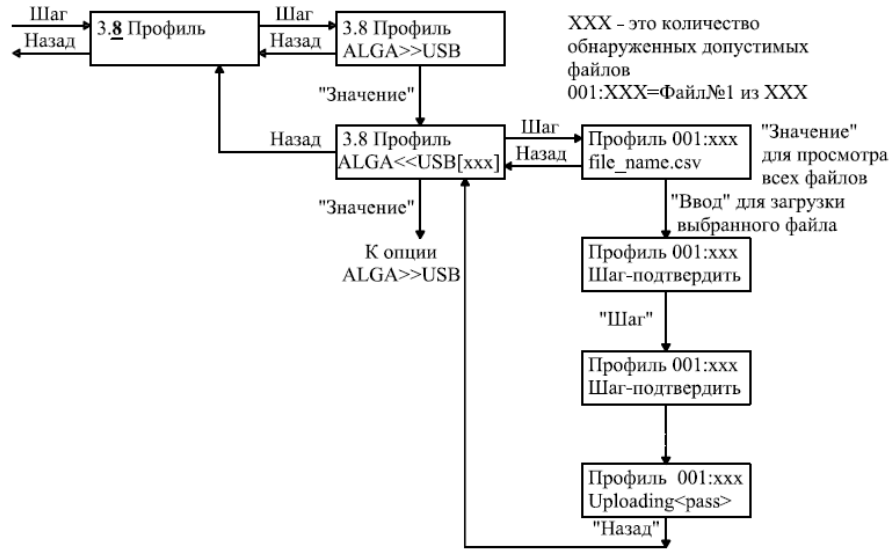 Шаг
Назад
3.8 Профиль
Шаг
Назад
3.8 Профиль
ALGA>>USB
XXX - это количество
обнаруженных допустимых
файлов
001:XXX=Файл№1 из XXX
"Значение"
Назад
3.8 Профиль
ALGA<<USB[xxx]
Шаг
Назад
Профиль 001:xxx
file_name.csv
"Значение"
для просмотра
всех файлов
"Значение"
К опции
ALGA>>USB
"Ввод" для загрузки
выбранного файла
Профиль 001:xxx
Шаг-подтвердить
"Шаг"
Профиль 001:xxx
Шаг-подтвердить
Профиль 001:xxx
Uploading<pass>
"Назад"